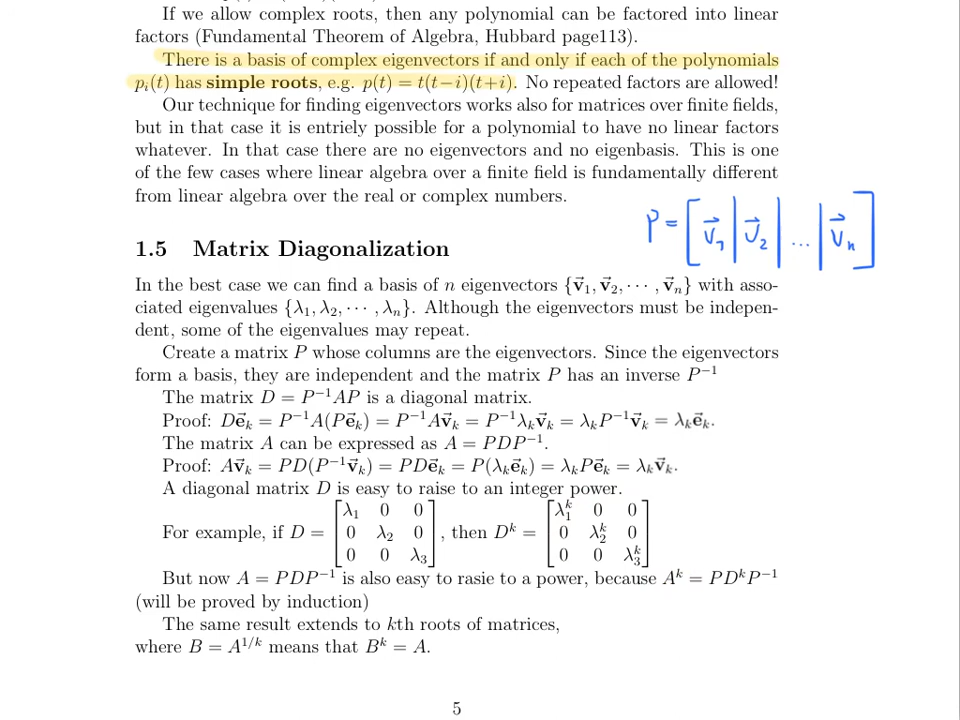 If we allow complex roots, then any polynomial can be factored into linear
factors (Fundamental Theorem of Algebra, Hubbard page113).
There is a basis of complex eigenvectors if and only if each of the polynomials
pᵢ(t) has simple roots, e.g. p(t) = t(t−i)(t+i). No repeated factors are allowed!
Our technique for finding eigenvectors works also for matrices over finite fields,
but in that case it is entriely possible for a polynomial to have no linear factors
whatever. In that case there are no eigenvectors and no eigenbasis. This is one
of the few cases where linear algebra over a finite field is fundamentally different
from linear algebra over the real or complex numbers.
P = [ v⃗₁ | v⃗₂ | ... | v⃗ₙ ]
1.5 Matrix Diagonalization
In the best case we can find a basis of n eigenvectors {v⃗₁, v⃗₂, ⋯ , v⃗ₙ} with asso-
ciated eigenvalues {λ₁, λ₂, ⋯ , λₙ}. Although the eigenvectors must be indepen-
dent, some of the eigenvalues may repeat.
Create a matrix P whose columns are the eigenvectors. Since the eigenvectors
form a basis, they are independent and the matrix P has an inverse P⁻¹
The matrix D = P⁻¹AP is a diagonal matrix.
Proof: De⃗ₖ = P⁻¹A(Pe⃗ₖ) = P⁻¹Av⃗ₖ = P⁻¹λₖv⃗ₖ = λₖP⁻¹v⃗ₖ = λₖe⃗ₖ.
The matrix A can be expressed as A = PDP⁻¹.
Proof: Av⃗ₖ = PD(P⁻¹v⃗ₖ) = PDe⃗ₖ = P(λₖe⃗ₖ) = λₖPe⃗ₖ = λₖv⃗ₖ.
A diagonal matrix D is easy to raise to an integer power.
For example, if D = [λ₁ 0 0; 0 λ₂ 0; 0 0 λ₃], then Dᵏ = [λ₁ᵏ 0 0; 0 λ₂ᵏ 0; 0 0 λ₃ᵏ]
But now A = PDP⁻¹ is also easy to rasie to a power, because Aᵏ = PDᵏP⁻¹
(will be proved by induction)
The same result extends to kth roots of matrices,
where B = A¹ᐟᵏ means that Bᵏ = A.
5